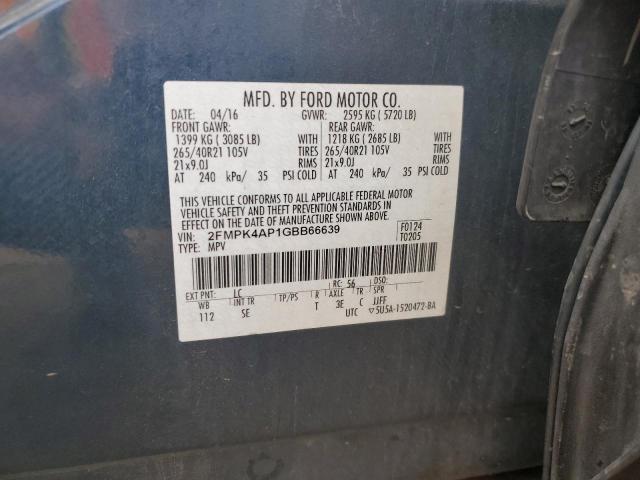 MFD. BY FORD MOTOR CO.
DATE: 04/16 GVWR: 2595 KG ( 5720 LB)
FRONT GAWR: REAR GAWR:
1399 KG ( 3085 LB) WITH 1218 KG ( 2685 LB) WITH
265/40R21 105V TIRES 265/40R21 105V TIRES
21x9.0J RIMS 21x9.0J RIMS
AT 240 kPa/ 35 PSI COLD AT 240 kPa/ 35 PSI COLD
THIS VEHICLE CONFORMS TO ALL APPLICABLE FEDERAL MOTOR
VEHICLE SAFETY AND THEFT PREVENTION STANDARDS IN
EFFECT ON THE DATE OF MANUFACTURE SHOWN ABOVE.
VIN: 2FMPK4AP1GBB66639 F0124
TYPE: MPV T0205
EXT PNT: LC RC: 56 DSO:
WB INT TR TP/PS R AXLE TR SPR
112 SE T 3E C JJFF
UTC ▽5U5A-1520472-BA